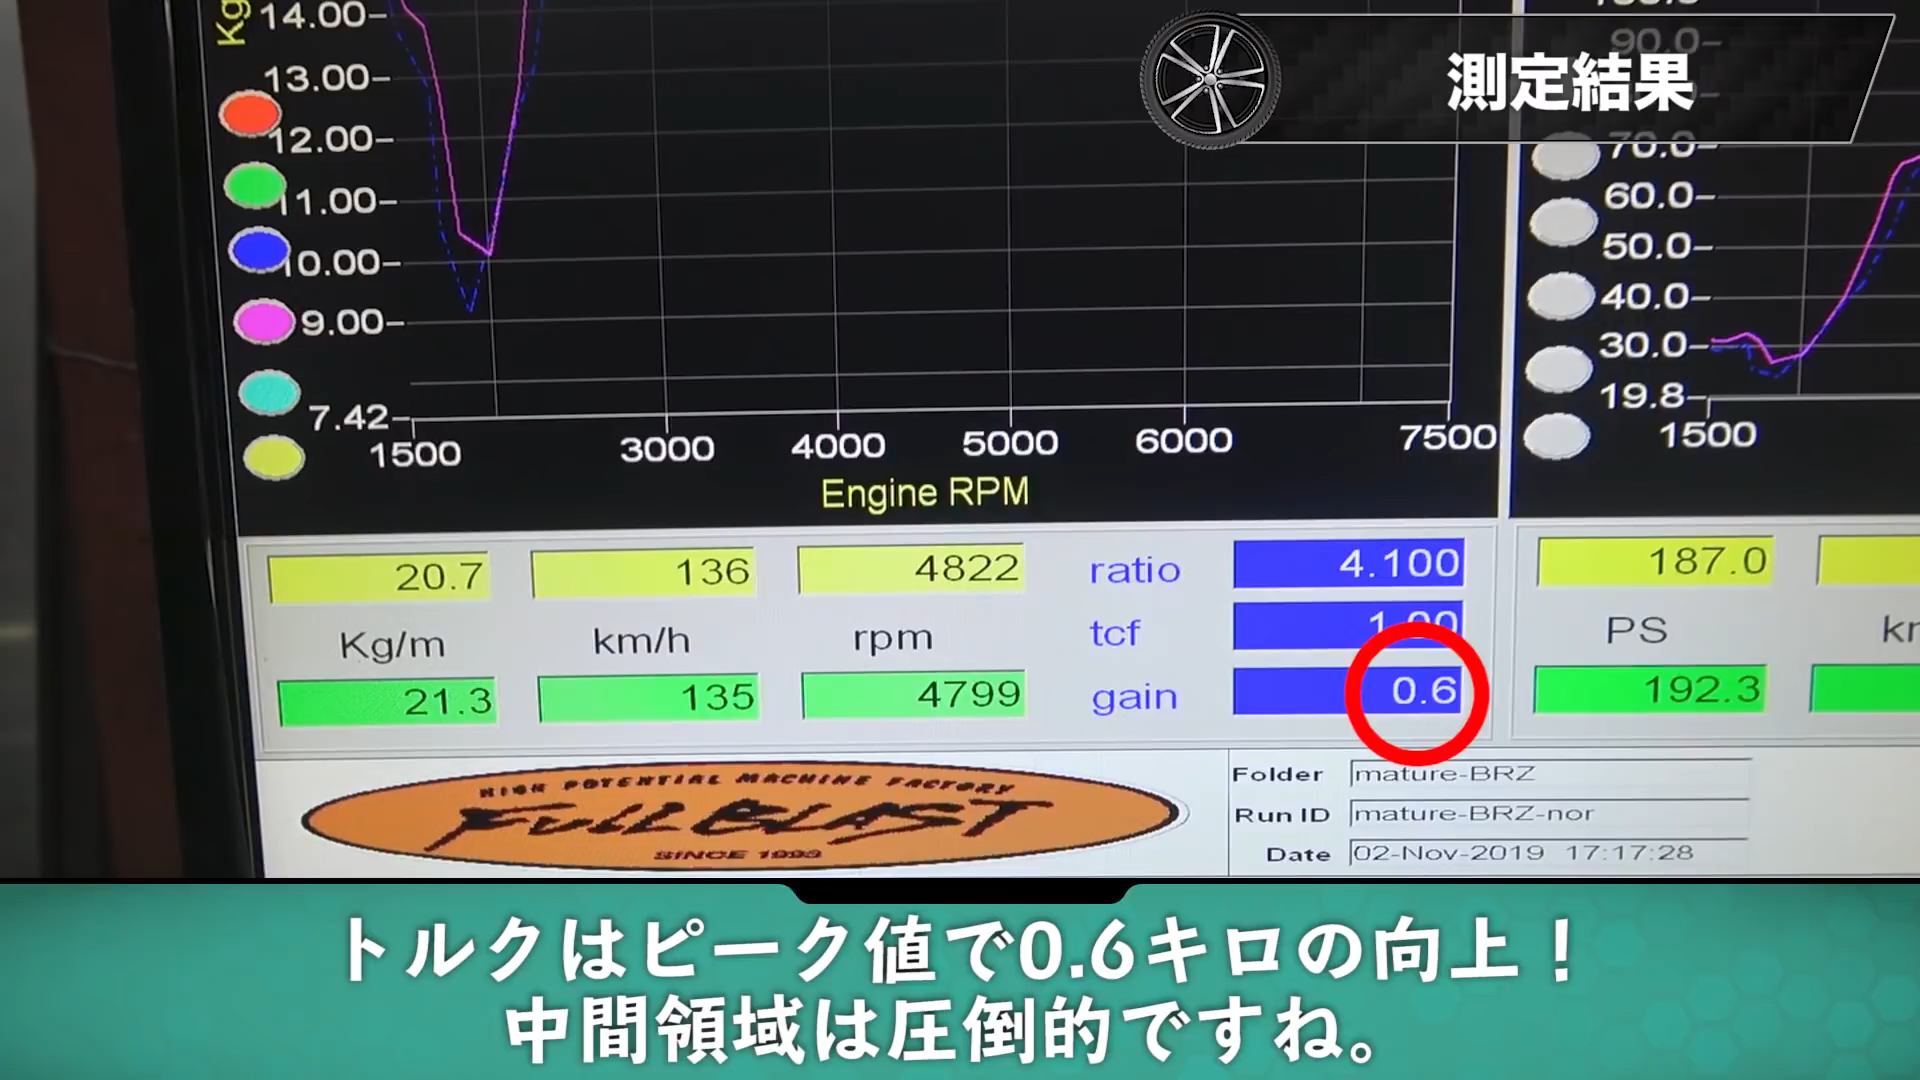 測定結果
Kg
14.00
13.00
12.00
11.00
10.00
9.00
7.42
1500 3000 4000 5000 6000 7500
Engine RPM
90.0
70.0
60.0
50.0
40.0
30.0
19.8
1500
20.7 136 4822 ratio 4.100 187.0
Kg/m km/h rpm tcf 1.00 PS
21.3 135 4799 gain 0.6 192.3
HIGH POTENTIAL MACHINE FACTORY
FULL BLAST
SINCE 1993
Folder mature-BRZ
Run ID mature-BRZ-nor
Date 02-Nov-2019 17:17:28
トルクはピーク値で0.6キロの向上！
中間領域は圧倒的ですね。